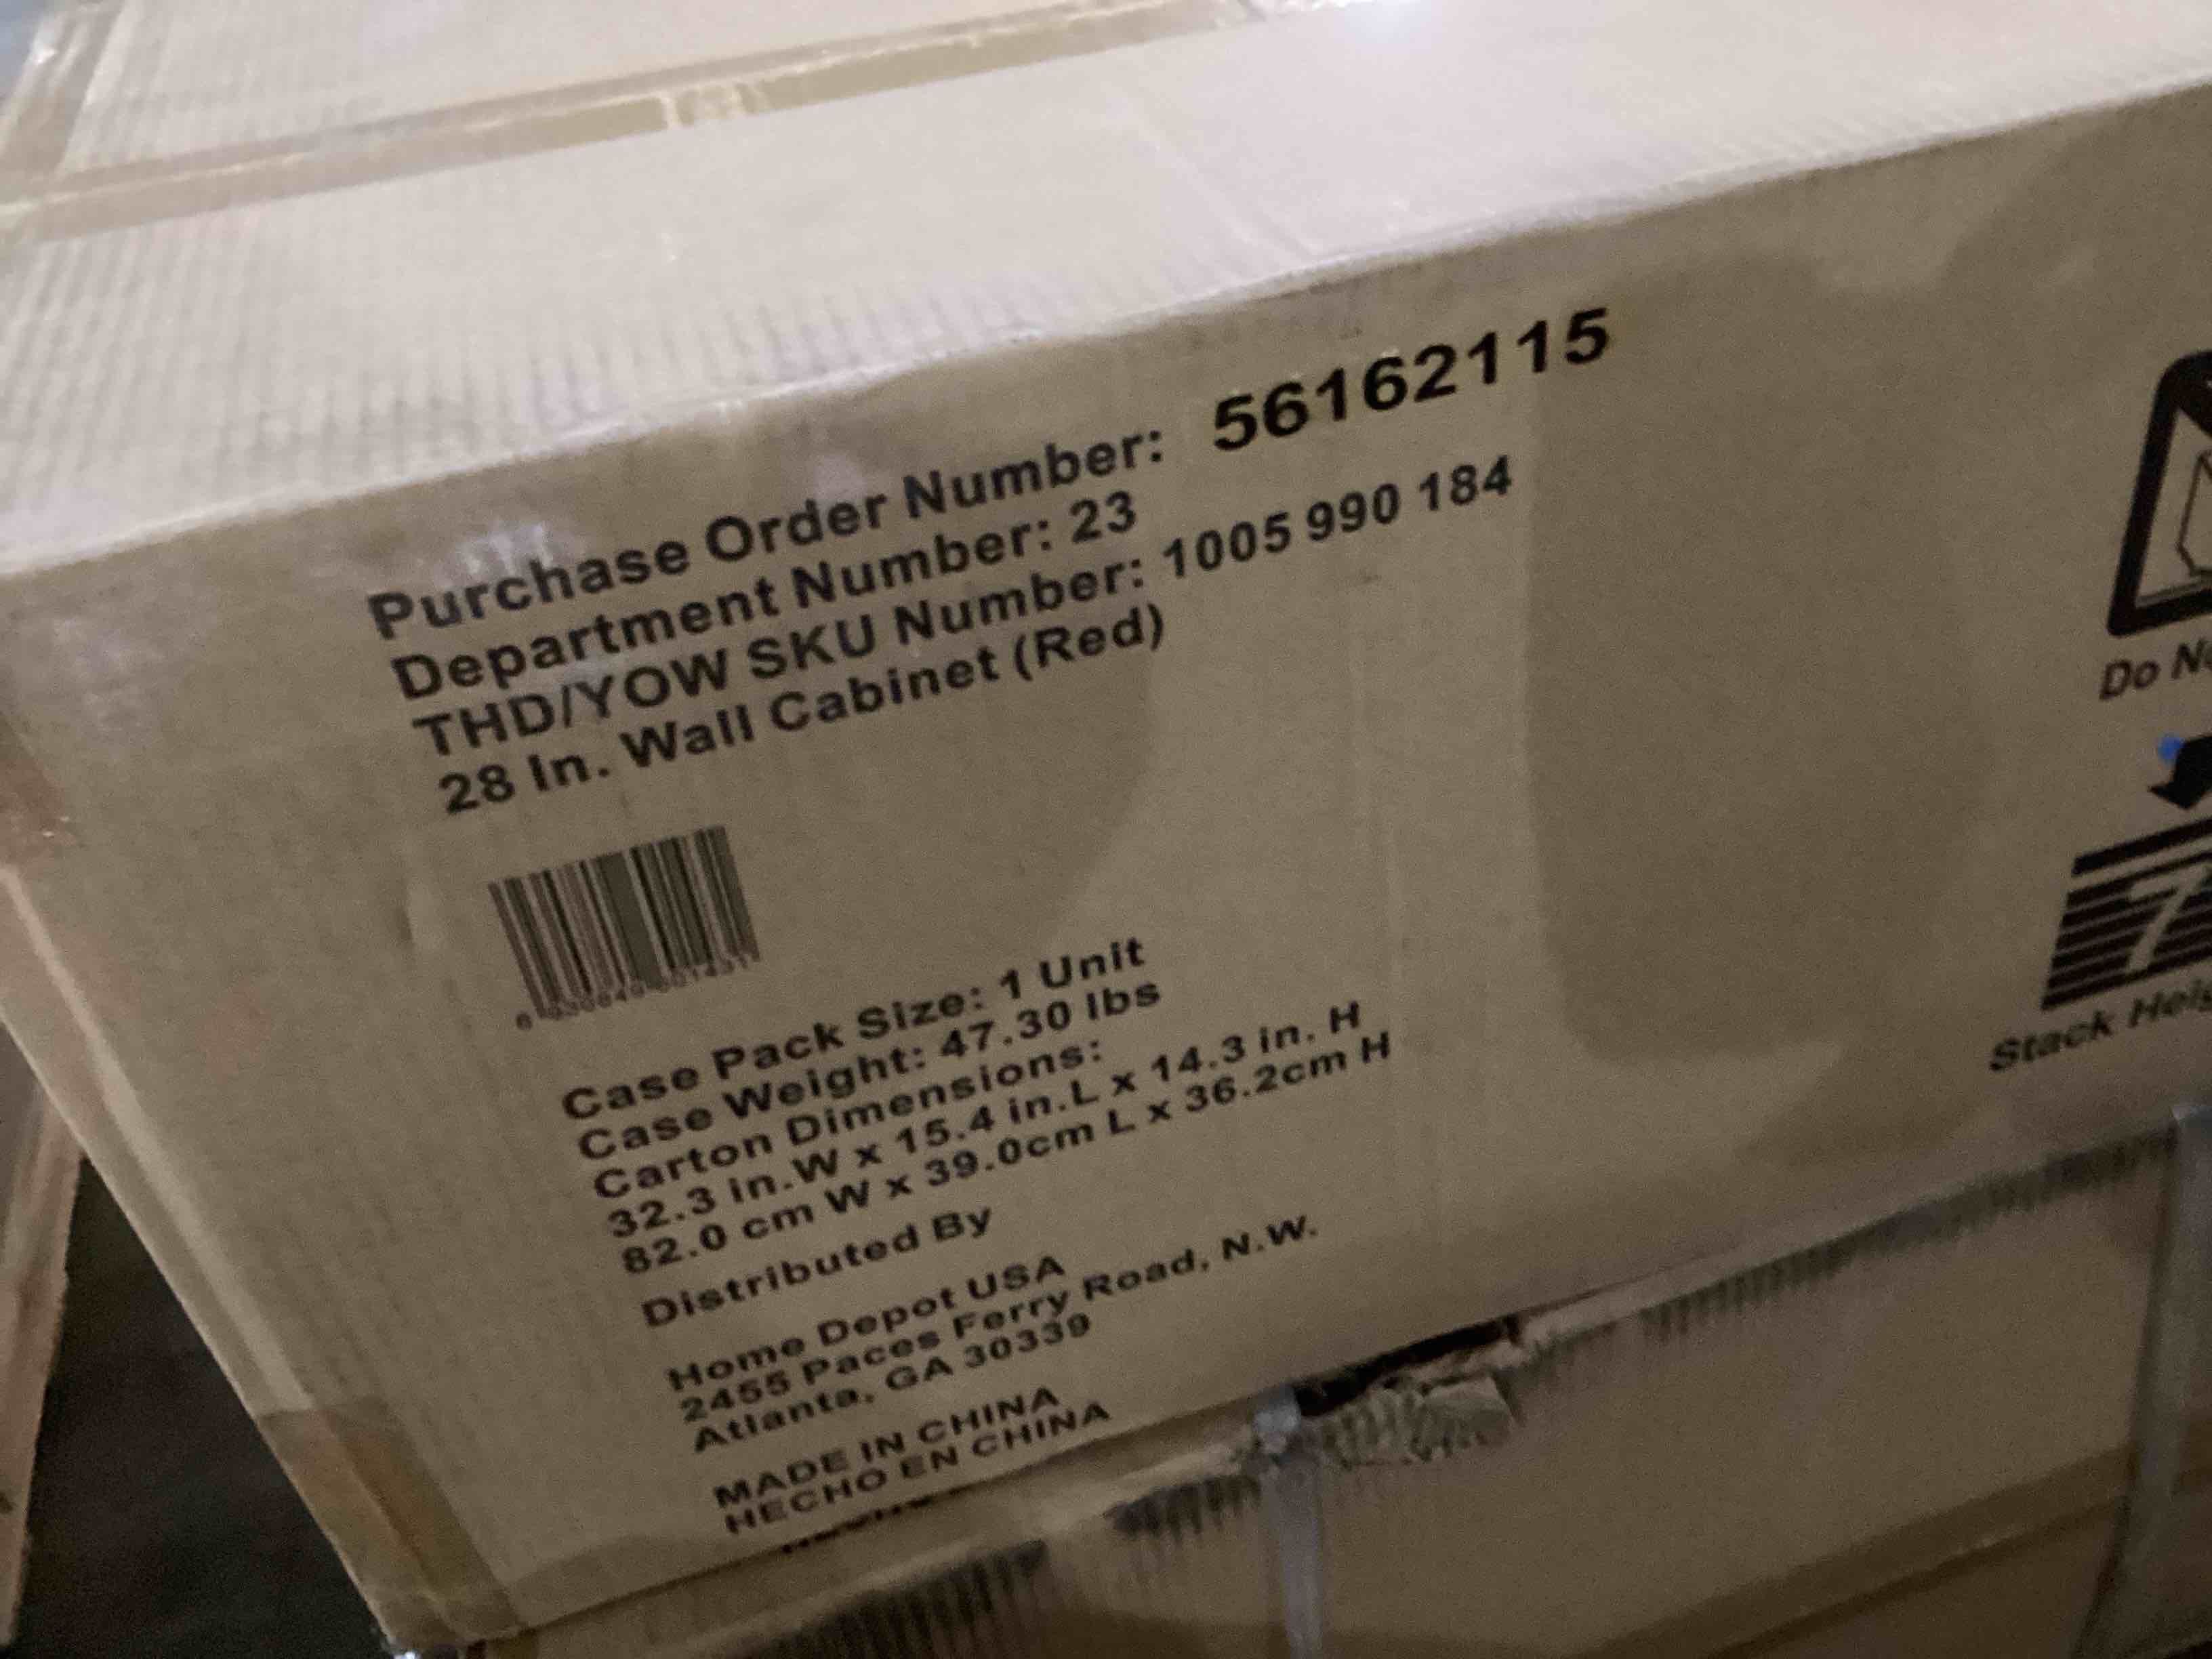 Purchase Order Number: 56162115
Department Number: 23
THD/YOW SKU Number: 1005 990 184
28 In. Wall Cabinet (Red)
Case Pack Size: 1 Unit
Case Weight: 47.30 lbs
Carton Dimensions:
32.3 in.W x 15.4 in.L x 14.3 in. H
82.0 cm W x 39.0cm L x 36.2cm H
Distributed By
Home Depot USA
2455 Paces Ferry Road, N.W.
Atlanta, GA 30339
MADE IN CHINA
HECHO EN CHINA
Do
7
Stack